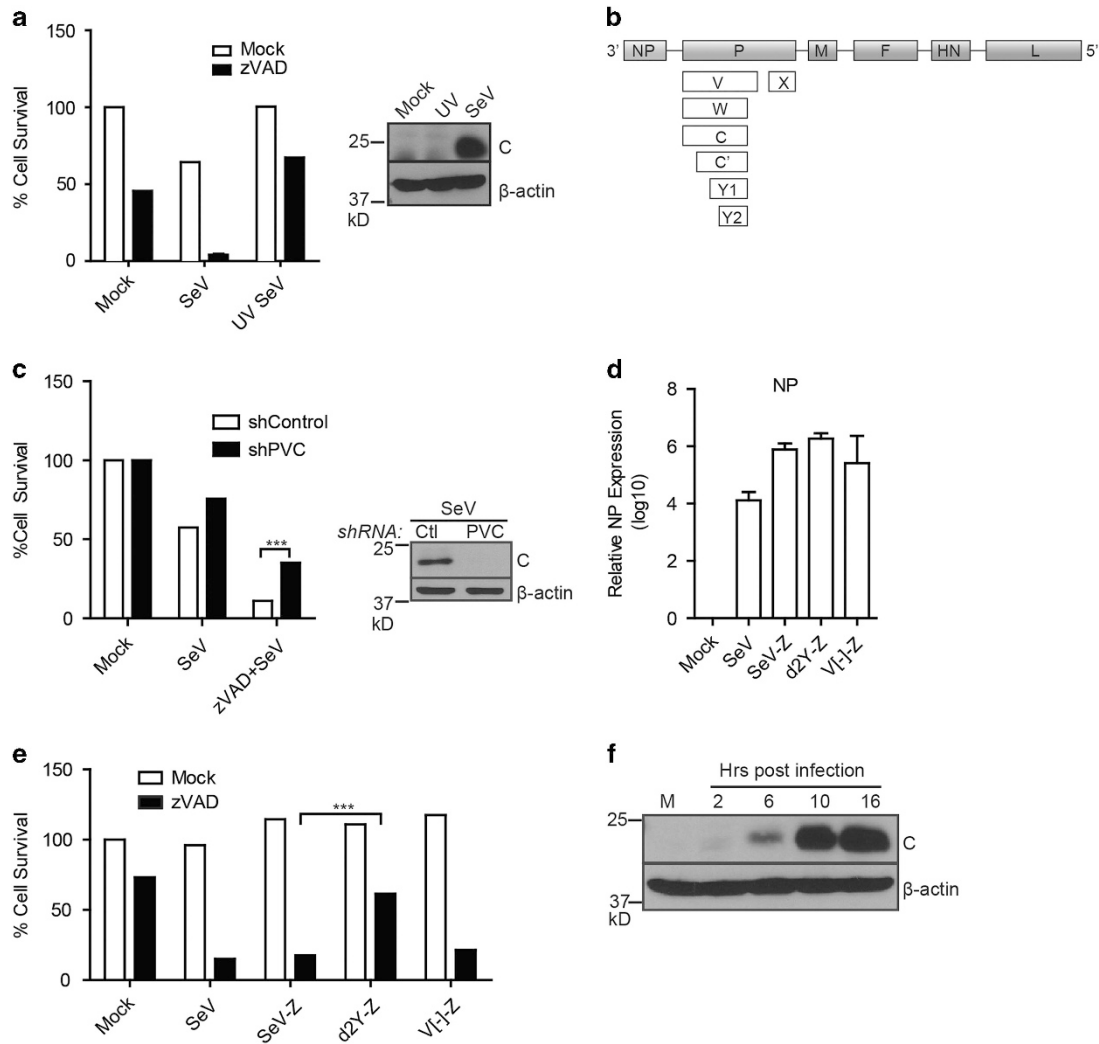 a
150
100
50
0
% Cell Survival
Mock
zVAD
Mock
SeV
UV SeV
Mock
UV
SeV
25
C
β-actin
37
kD
b
3' NP P M F HN L 5'
V X
W
C
C'
Y1
Y2
c
150
100
50
0
%Cell Survival
shControl
shPVC
***
Mock
SeV
zVAD+SeV
SeV
shRNA: Ctl PVC
25
C
β-actin
37
kD
d
NP
8
6
4
2
0
Relative NP Expression
(log10)
Mock
SeV
SeV-Z
d2Y-Z
V[-]-Z
e
150
100
50
0
% Cell Survival
Mock
zVAD
***
Mock
SeV
SeV-Z
d2Y-Z
V[-]-Z
f
Hrs post infection
M 2 6 10 16
25
C
β-actin
37
kD